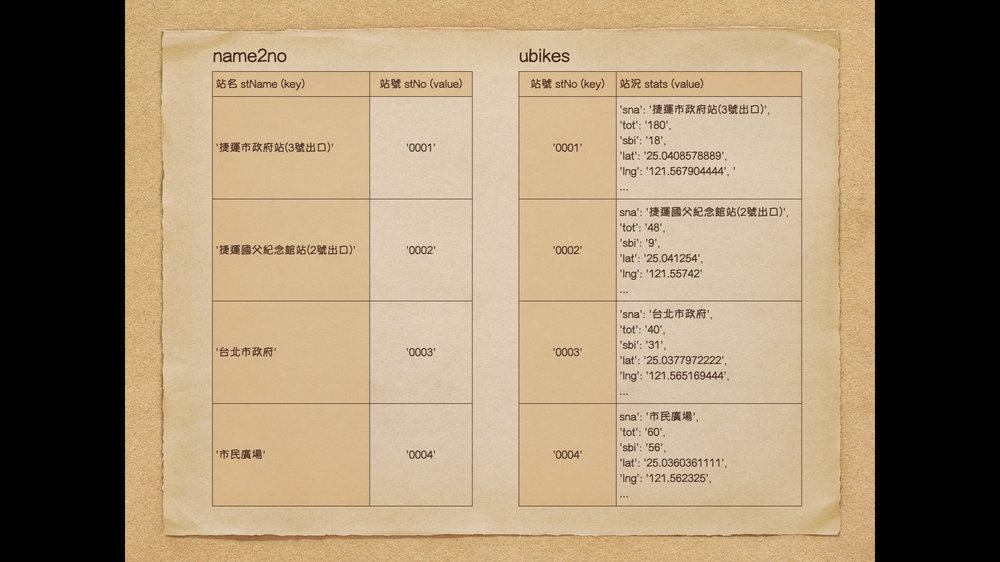 name2no
站名 stName (key)
站號 stNo (value)
'捷運市政府站(3號出口)'
'0001'
'捷運國父紀念館站(2號出口)'
'0002'
'台北市政府'
'0003'
'市民廣場'
'0004'
ubikes
站號 stNo (key)
站況 stats (value)
'0001'
'sna': '捷運市政府站(3號出口)',
'tot': '180',
'sbi': '18',
'lat': '25.0408578889',
'lng': '121.567904444', '
...
'0002'
sna': '捷運國父紀念館站(2號出口)',
'tot': '48',
'sbi': '9',
'lat': '25.041254',
'lng': '121.55742'
...
'0003'
'sna': '台北市政府',
'tot': '40',
'sbi': '31',
'lat': '25.0377972222',
'lng': '121.565169444',
...
'0004'
sna': '市民廣場',
'tot': '60',
'sbi': '56',
'lat': '25.0360361111',
'lng': '121.562325',
...